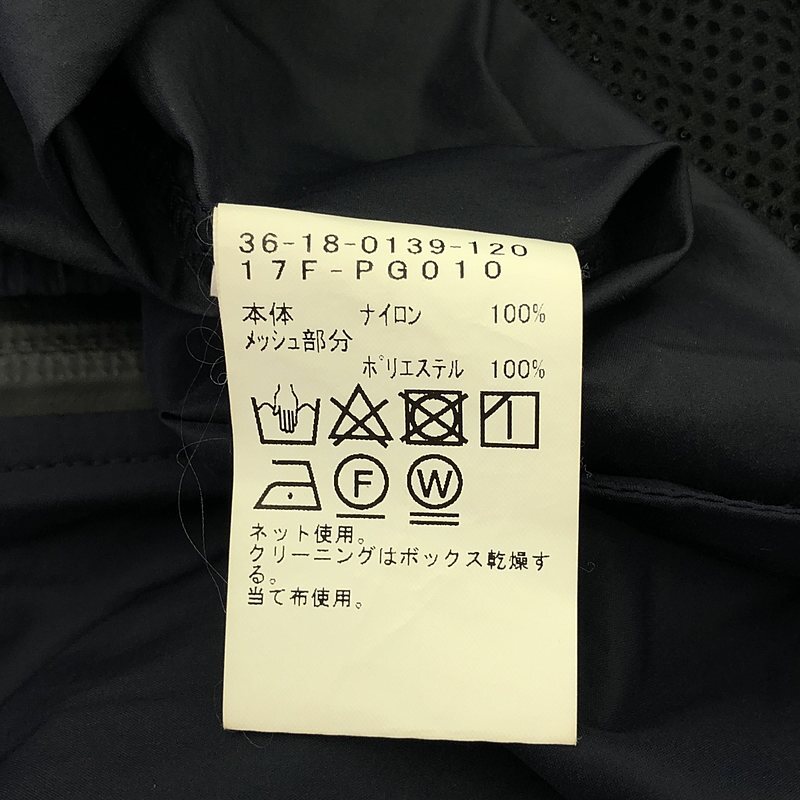 36-18-0139-120
17F-PG010
本体 ナイロン 100%
メッシュ部分
ポリエステル 100%
F W
ネット使用。
クリーニングはボックス乾燥す
る。
当て布使用。